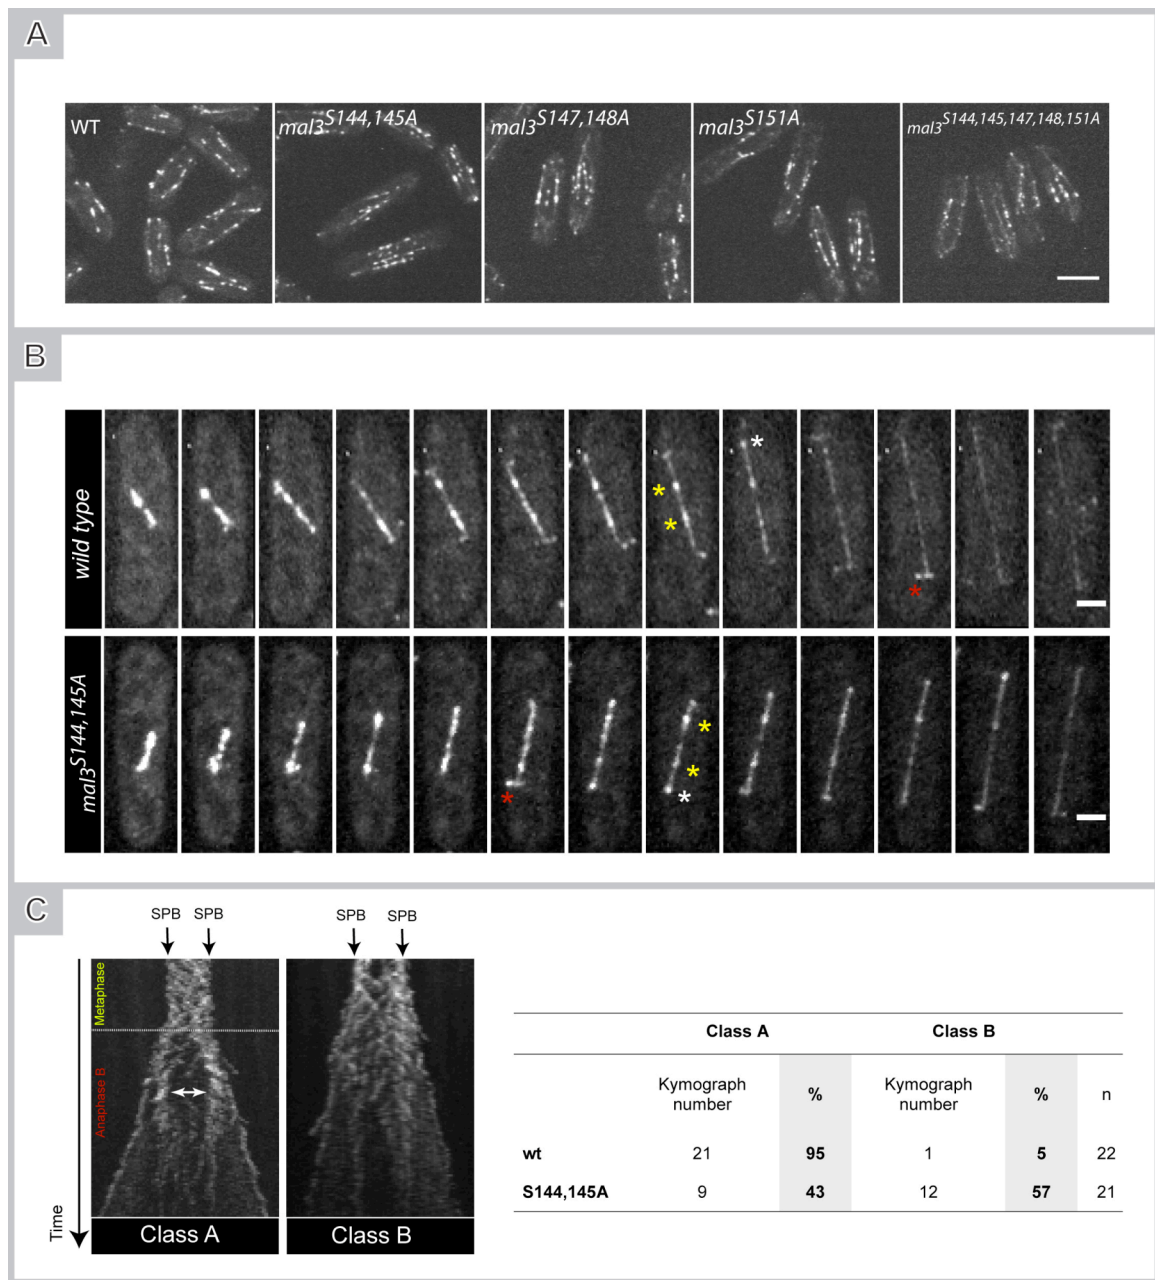 A
WT
mal3S144,145A
mal3S147,148A
mal3S151A
mal3S144,145,147,148,151A
B
wild type
* * * *
mal3S144,145A
* * * *
C
SPB SPB SPB SPB
Metaphase
Anaphase B
Time
Class A
Class B
Class A Class B
Kymograph number % Kymograph number % n
wt 21 95 1 5 22
S144,145A 9 43 12 57 21